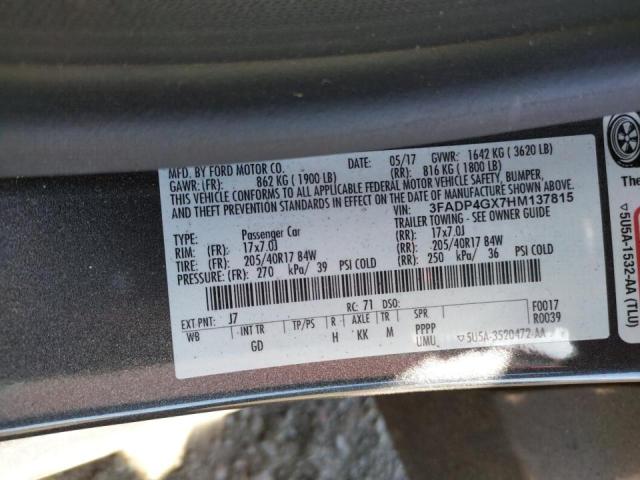 MFD. BY FORD MOTOR CO. DATE: 05/17 GVWR: 1642 KG ( 3620 LB)
GAWR: (FR) 862 KG ( 1900 LB) (RR): 816 KG ( 1800 LB)
THIS VEHICLE CONFORMS TO ALL APPLICABLE FEDERAL MOTOR VEHICLE SAFETY, BUMPER,
AND THEFT PREVENTION STANDARDS IN EFFECT ON THE DATE OF MANUFACTURE SHOWN ABOVE.
VIN: 3FADP4GX7HM137815
TYPE: Passenger Car TRAILER TOWING - SEE OWNER GUIDE
RIM: (FR): 17x7.0J (RR): 17x7.0J
TIRE: (FR): 205/40R17 84W (RR): 205/40R17 84W
PRESSURE: (FR) 270 kPa/ 39 PSI COLD (RR) 250 kPa/ 36 PSI COLD
EXT PNT: J7 RC: 71 DSO: F0017
WB INT TR TP/PS R AXLE TR SPR R0039
GD H KK M PPPP
UMU ▽5U5A-3520472-AA
The
▽5U5A-1532-AA (TLU)